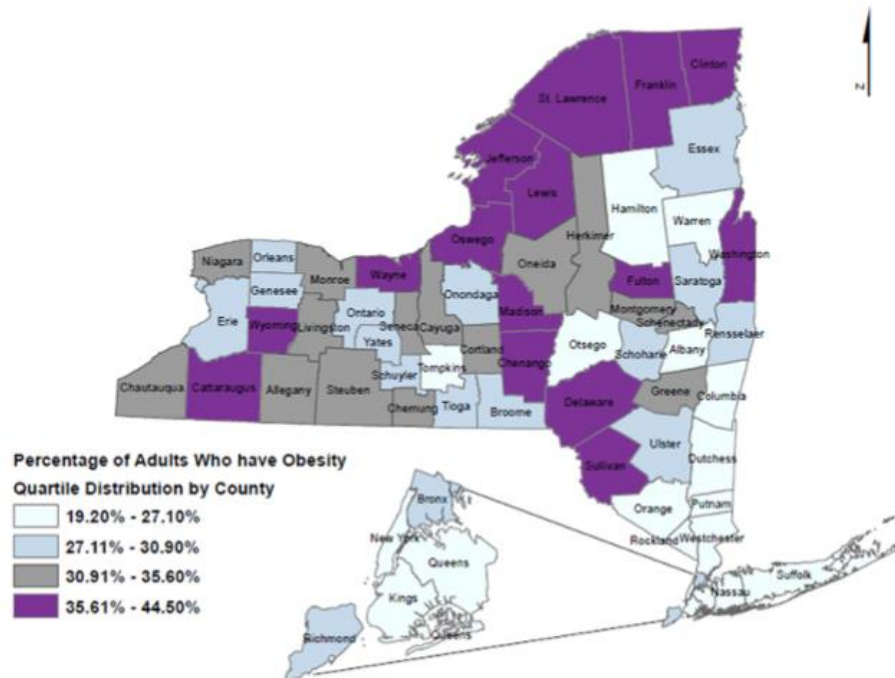 N
Clinton
Franklin
St. Lawrence
Essex
Jefferson
Lewis
Hamilton
Warren
Oswego
Herkimer
Washington
Oneida
Niagara
Orleans
Monroe
Wayne
Fulton
Saratoga
Genesee
Onondaga
Madison
Montgomery
Ontario
Erie
Wyoming
Livingston
Seneca
Cayuga
Schenectady
Rensselaer
Yates
Cortland
Otsego
Albany
Schoharie
Chenango
Schuyler
Tompkins
Chautauqua
Cattaraugus
Allegany
Steuben
Chemung
Tioga
Broome
Delaware
Greene
Columbia
Ulster
Dutchess
Sullivan
Putnam
Orange
Rockland
Westchester
Percentage of Adults Who have Obesity
Quartile Distribution by County
19.20% - 27.10%
27.11% - 30.90%
30.91% - 35.60%
35.61% - 44.50%
Bronx
New York
Queens
Kings
Queens
Richmond
Suffolk
Nassau